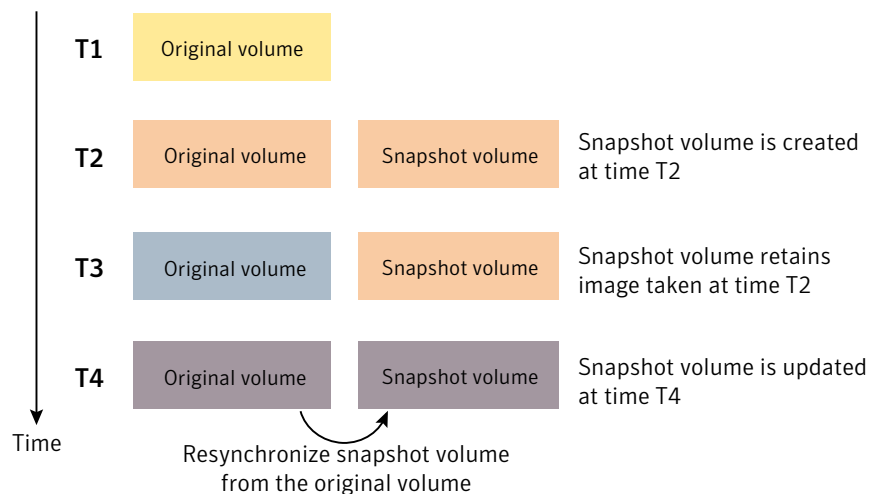 T1
Original volume
T2
Original volume
Snapshot volume
Snapshot volume is created
at time T2
T3
Original volume
Snapshot volume
Snapshot volume retains
image taken at time T2
T4
Original volume
Snapshot volume
Snapshot volume is updated
at time T4
Time
Resynchronize snapshot volume
from the original volume